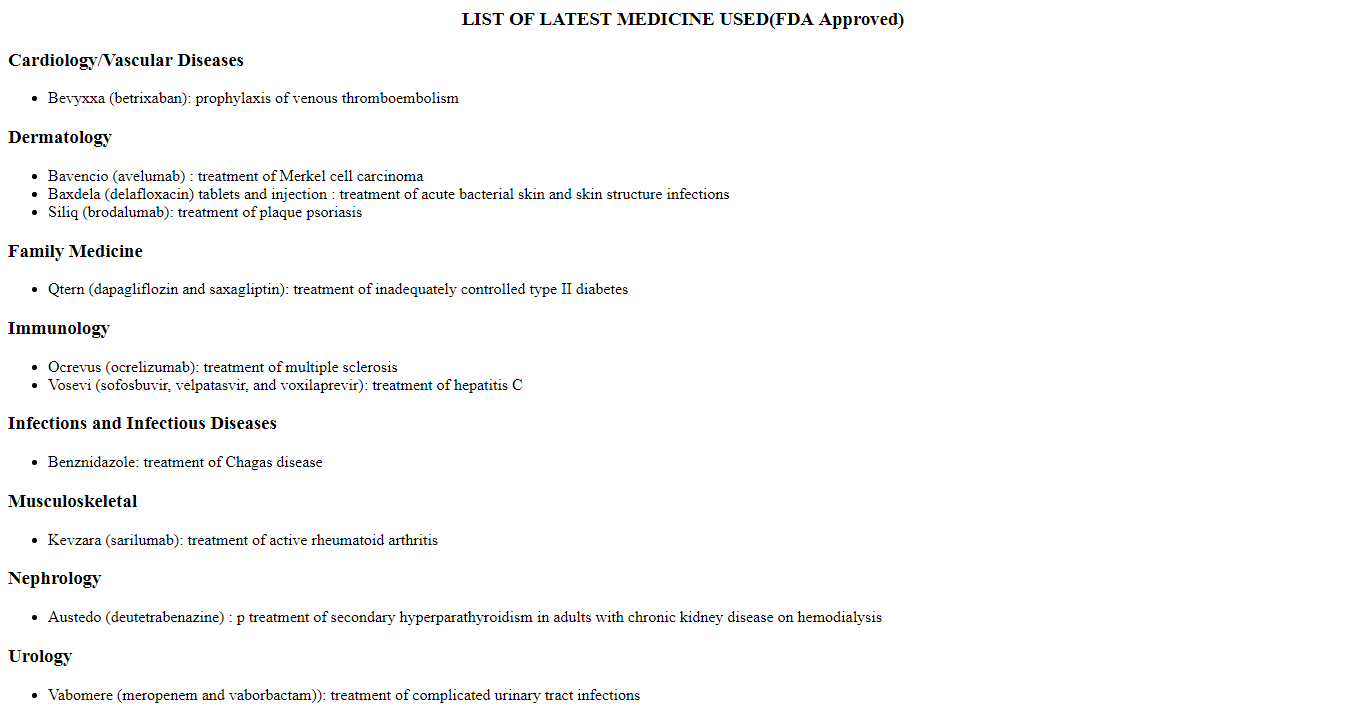 LIST OF LATEST MEDICINE USED(FDA Approved)
Cardiology/Vascular Diseases
• Bevyxxa (betrixaban): prophylaxis of venous thromboembolism
Dermatology
• Bavencio (avelumab) : treatment of Merkel cell carcinoma
• Baxdela (delafloxacin) tablets and injection : treatment of acute bacterial skin and skin structure infections
• Siliq (brodalumab): treatment of plaque psoriasis
Family Medicine
• Qtern (dapagliflozin and saxagliptin): treatment of inadequately controlled type II diabetes
Immunology
• Ocrevus (ocrelizumab): treatment of multiple sclerosis
• Vosevi (sofosbuvir, velpatasvir, and voxilaprevir): treatment of hepatitis C
Infections and Infectious Diseases
• Benznidazole: treatment of Chagas disease
Musculoskeletal
• Kevzara (sarilumab): treatment of active rheumatoid arthritis
Nephrology
• Austedo (deutetrabenazine) : p treatment of secondary hyperparathyroidism in adults with chronic kidney disease on hemodialysis
Urology
• Vabomere (meropenem and vaborbactam)): treatment of complicated urinary tract infections